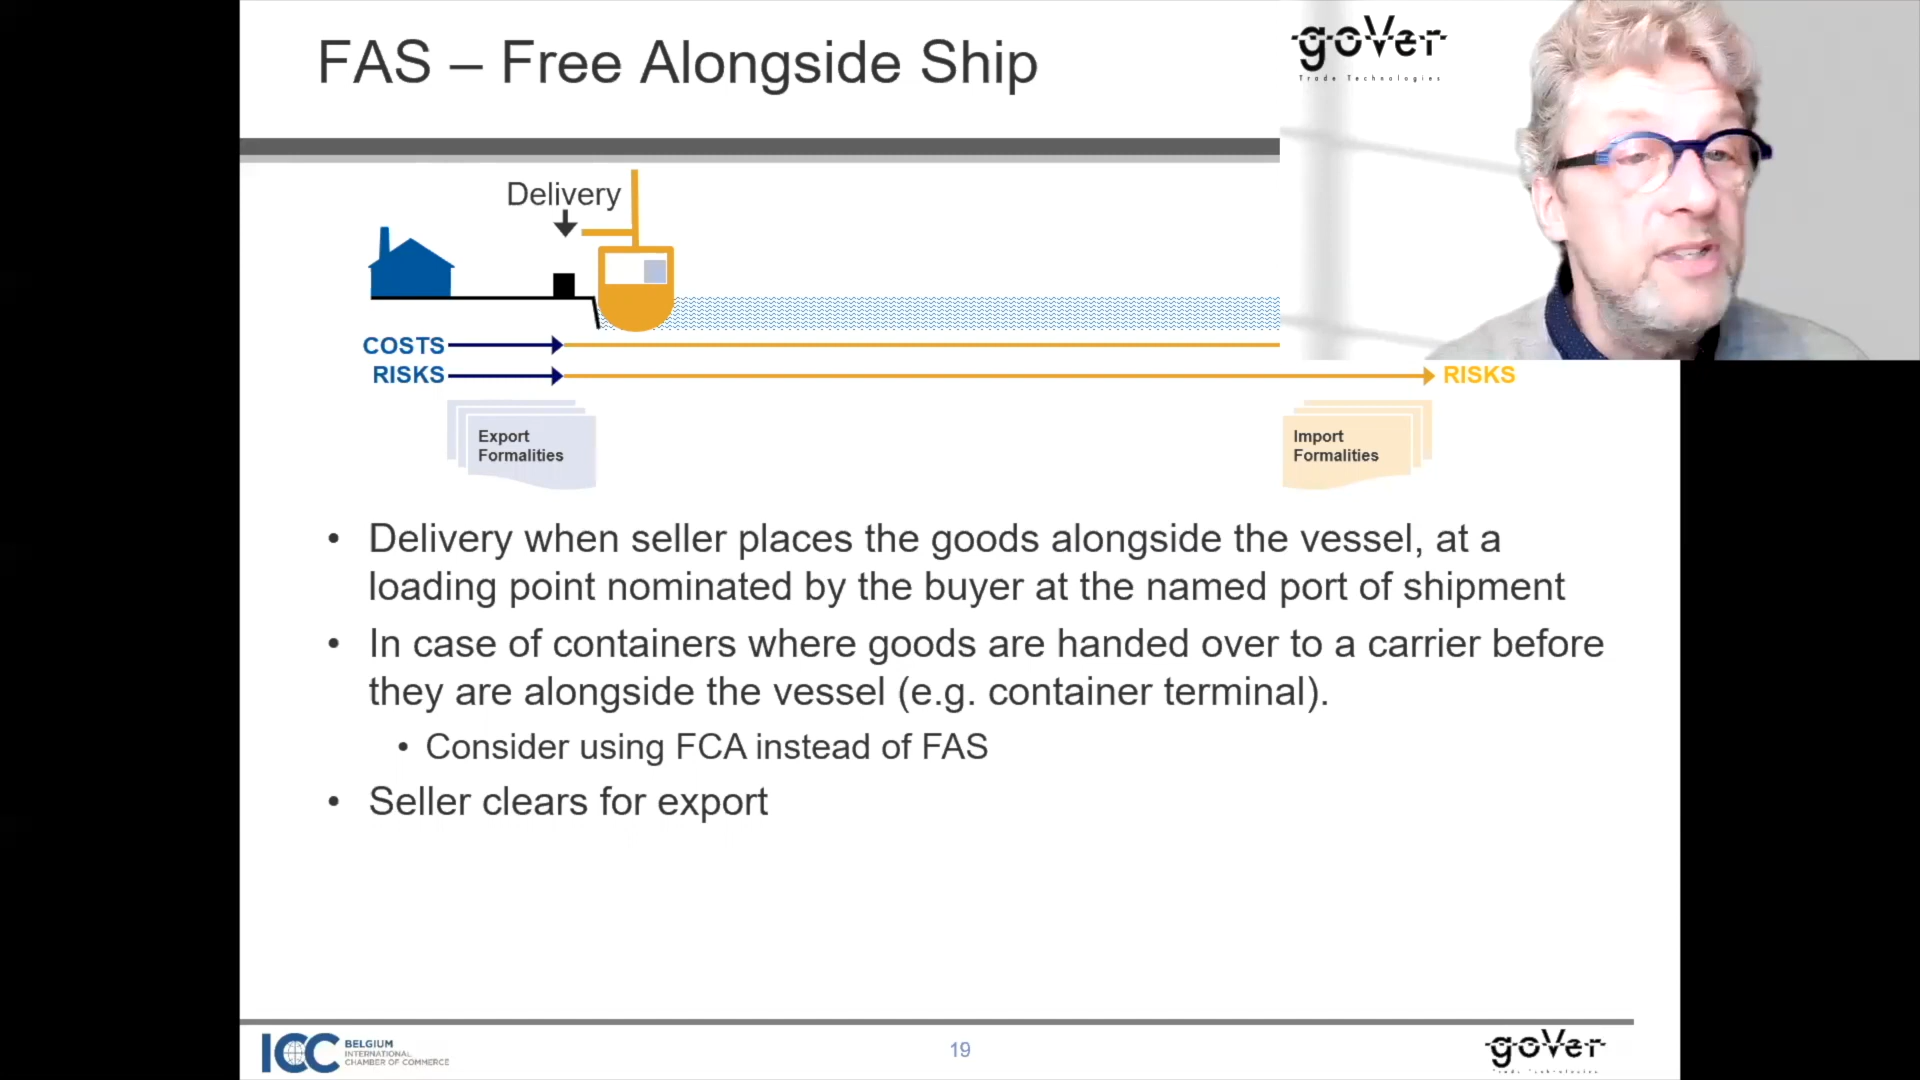 FAS – Free Alongside Ship
goVer
Trade Technologies
Delivery
COSTS
RISKS
RISKS
Export
Formalities
Import
Formalities
• Delivery when seller places the goods alongside the vessel, at a
loading point nominated by the buyer at the named port of shipment
• In case of containers where goods are handed over to a carrier before
they are alongside the vessel (e.g. container terminal).
• Consider using FCA instead of FAS
• Seller clears for export
ICC
BELGIUM
INTERNATIONAL
CHAMBER OF COMMERCE
19
goVer